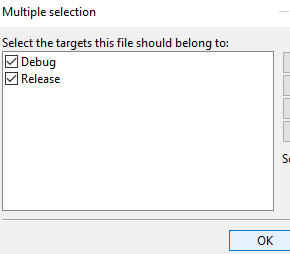 Multiple selection
Select the targets this file should belong to:
Debug
Release
OK